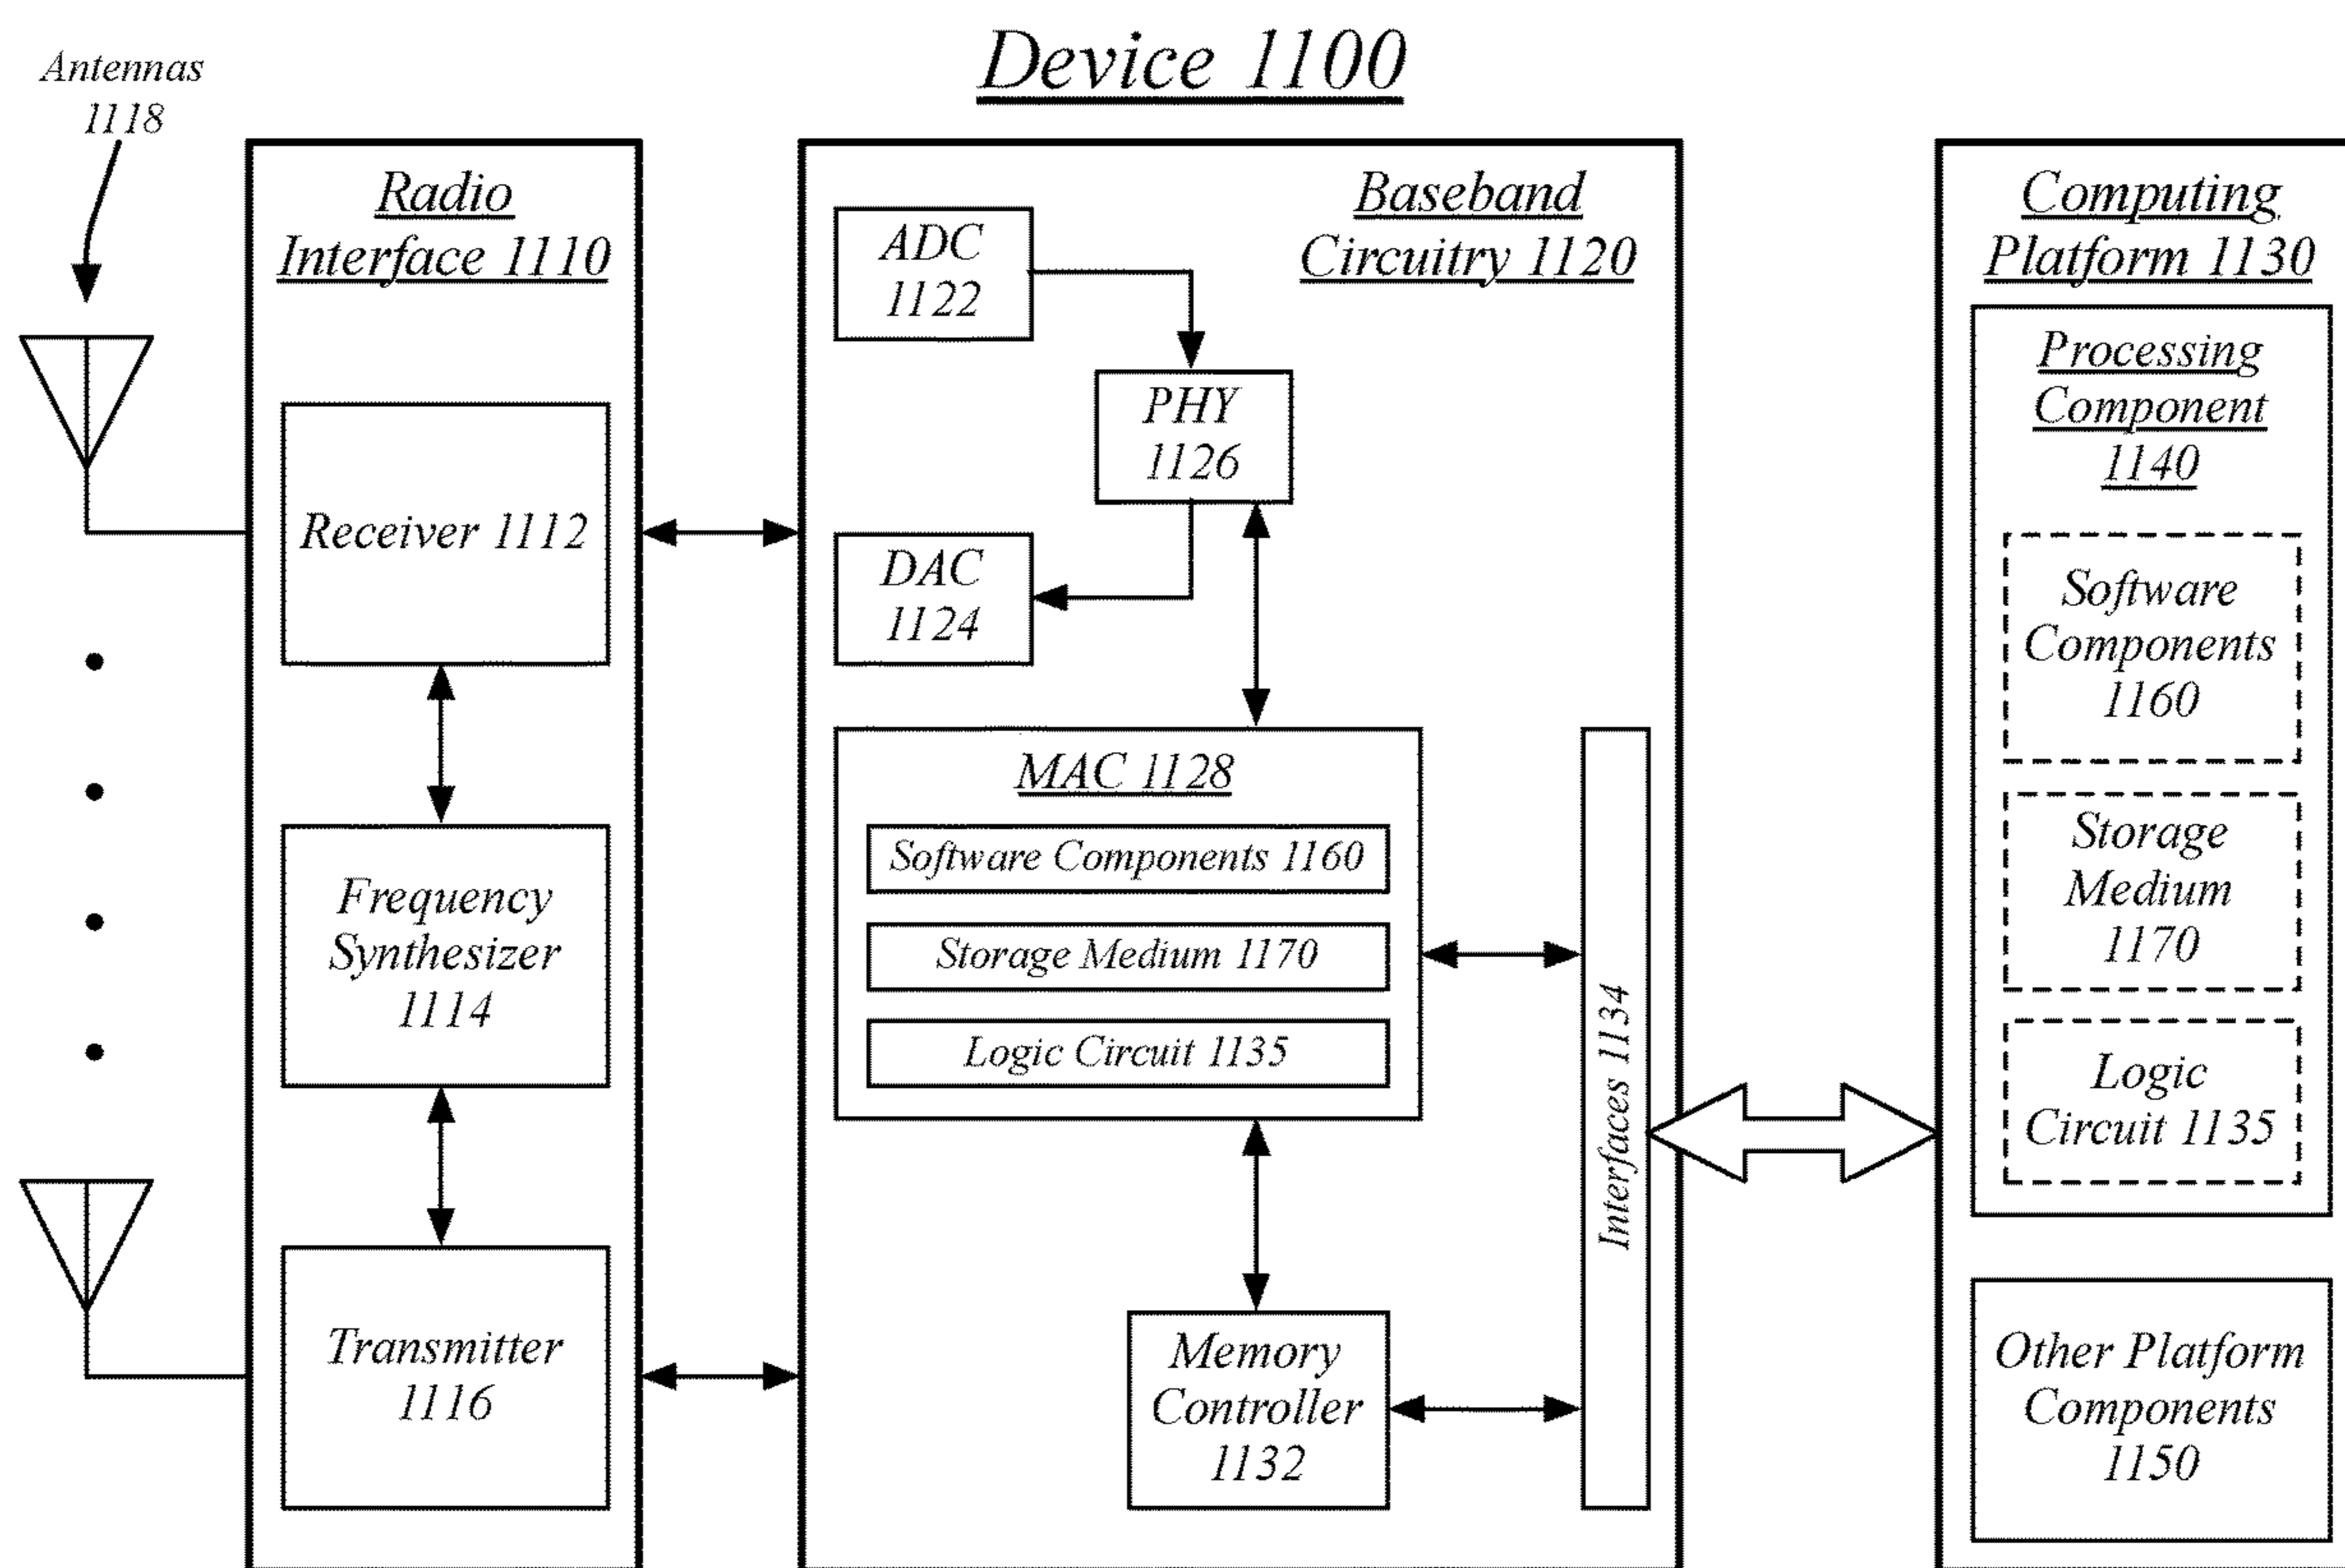 Device 1100
Antennas
1118
Radio
Interface 1110
Receiver 1112
Frequency
Synthesizer
1114
Transmitter
1116
Baseband
Circuitry 1120
ADC
1122
PHY
1126
DAC
1124
MAC 1128
Software Components 1160
Storage Medium 1170
Logic Circuit 1135
Interfaces 1134
Memory
Controller
1132
Computing
Platform 1130
Processing
Component
1140
Software
Components
1160
Storage
Medium
1170
Logic
Circuit 1135
Other Platform
Components
1150